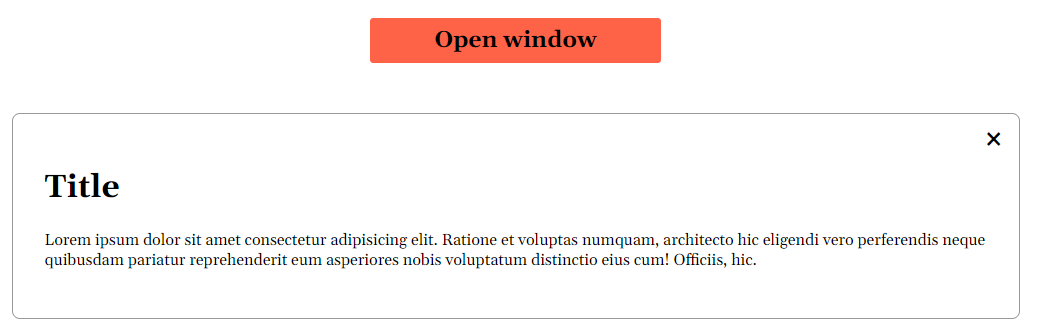 Open window
×
Title
Lorem ipsum dolor sit amet consectetur adipisicing elit. Ratione et voluptas numquam, architecto hic eligendi vero perferendis neque
quibusdam pariatur reprehenderit eum asperiores nobis voluptatum distinctio eius cum! Officiis, hic.